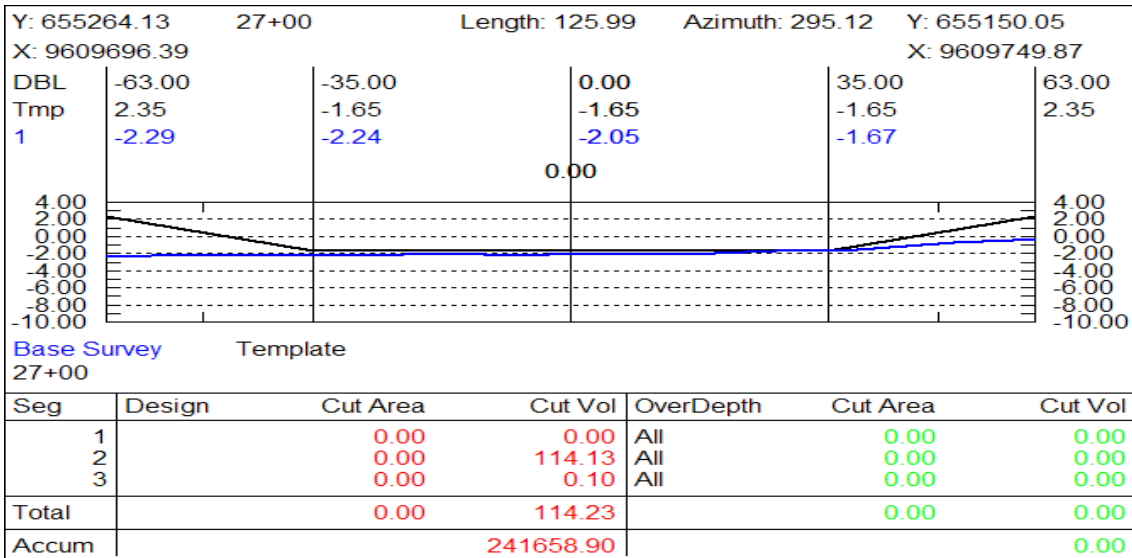 Y: 655264.13 27+00 Length: 125.99 Azimuth: 295.12 Y: 655150.05
X: 9609696.39 X: 9609749.87
DBL -63.00 -35.00 0.00 35.00 63.00
Tmp 2.35 -1.65 -1.65 -1.65 2.35
1 -2.29 -2.24 -2.05 -1.67
0.00
4.00 4.00
2.00 2.00
0.00 0.00
-2.00 -2.00
-4.00 -4.00
-6.00 -6.00
-8.00 -8.00
-10.00 -10.00
Base Survey Template
27+00
Seg Design Cut Area Cut Vol OverDepth Cut Area Cut Vol
1 0.00 0.00 All 0.00 0.00
2 0.00 114.13 All 0.00 0.00
3 0.00 0.10 All 0.00 0.00
Total 0.00 114.23 0.00 0.00
Accum 241658.90 0.00